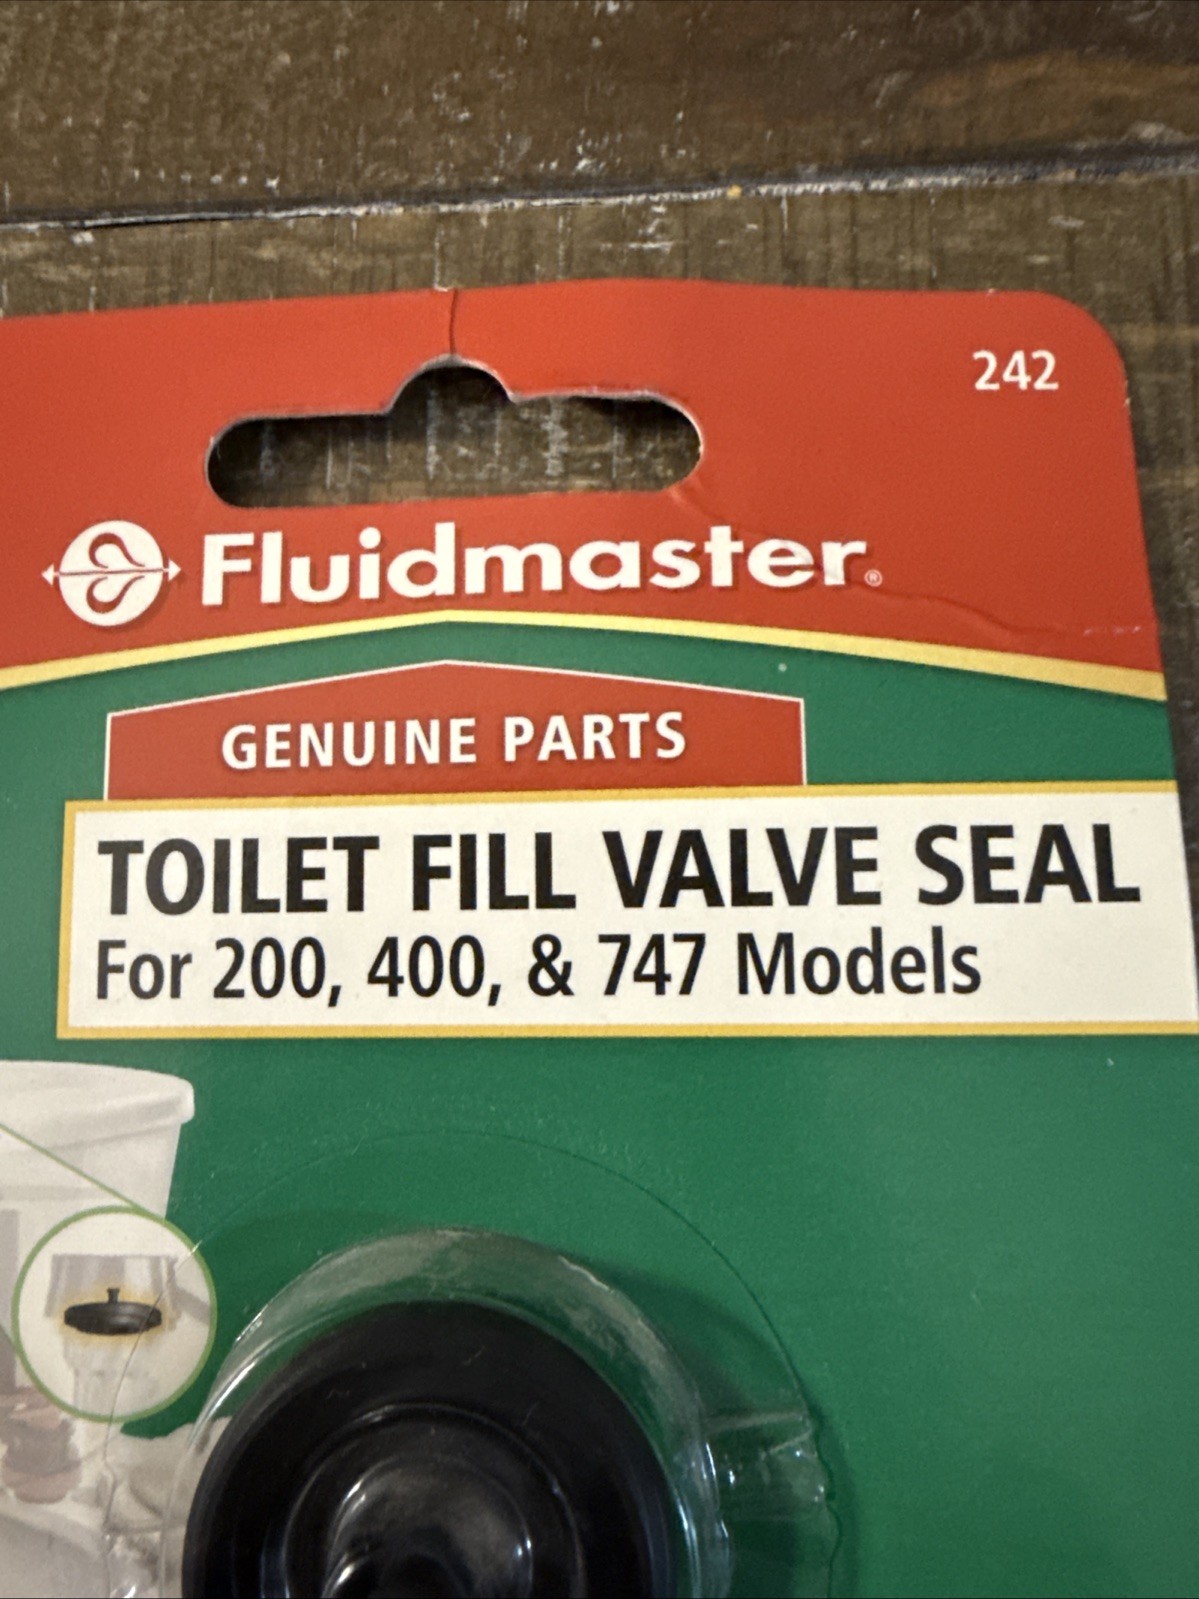 242
Fluidmaster®
GENUINE PARTS
TOILET FILL VALVE SEAL
For 200, 400, & 747 Models